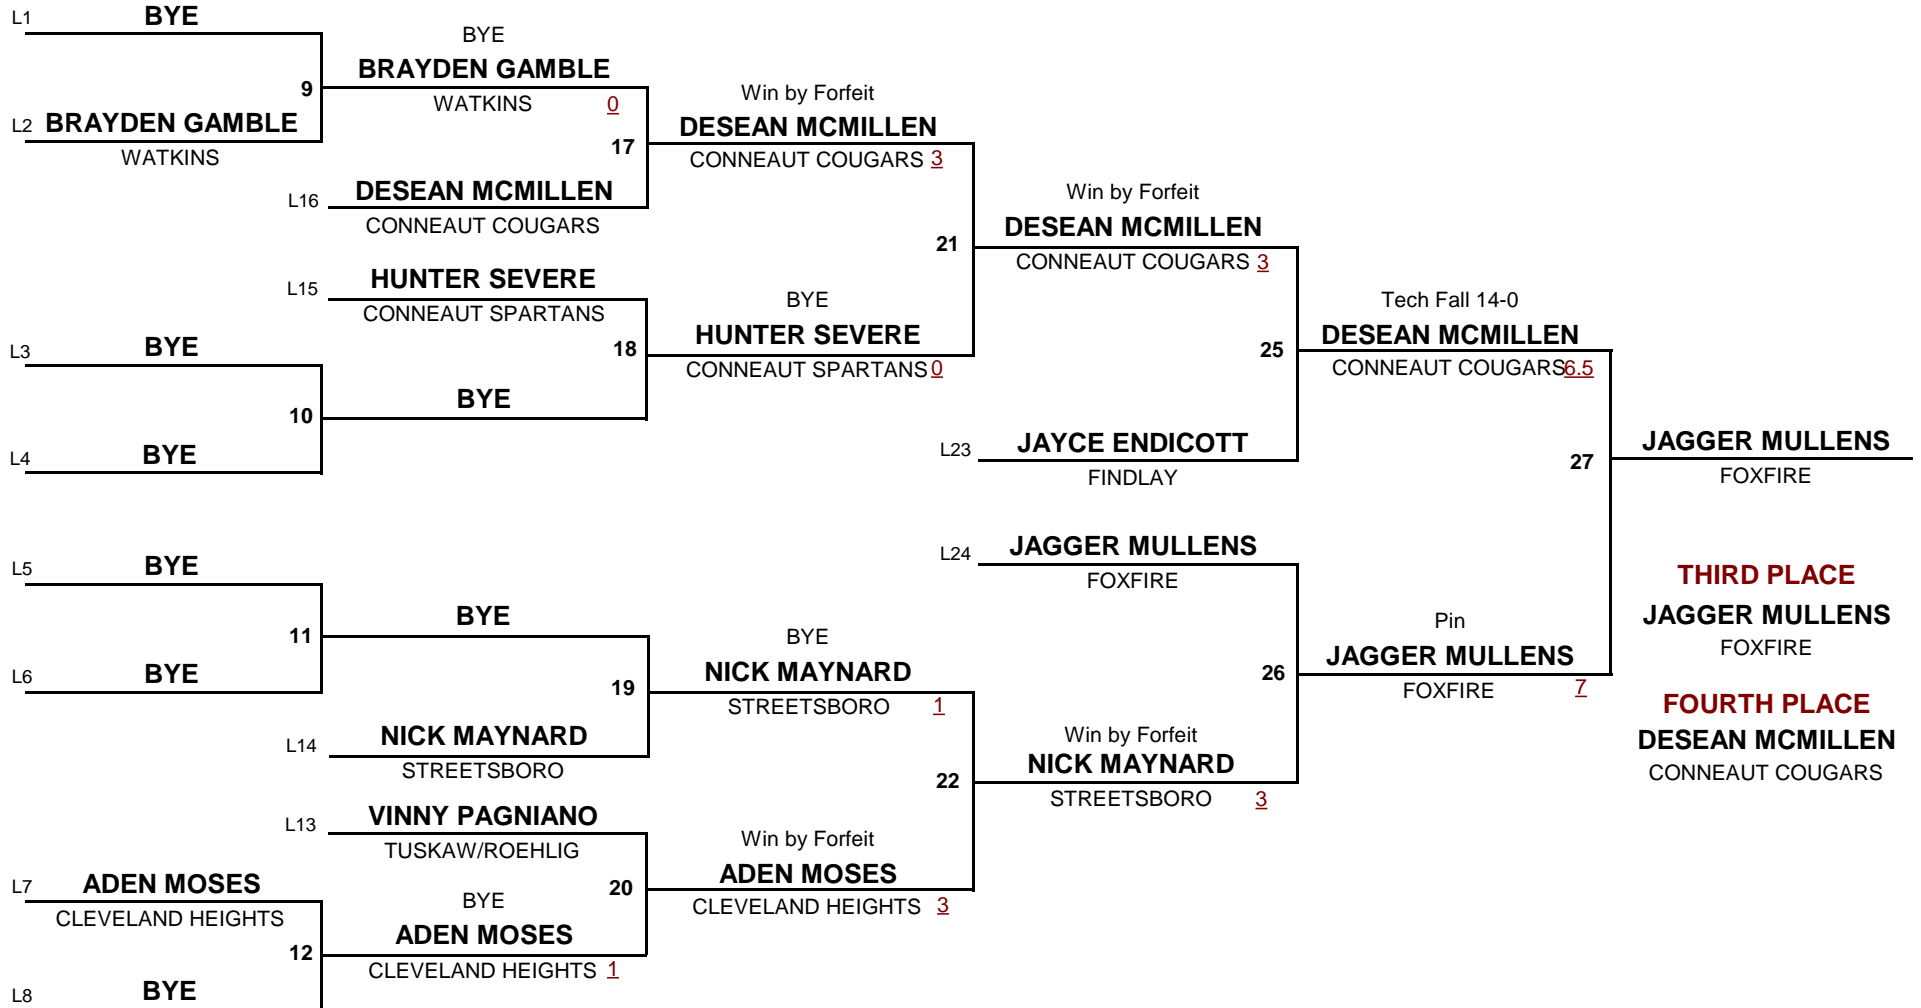 L1 BYE
9
L2 BRAYDEN GAMBLE
WATKINS
L3 BYE
10
L4 BYE
L5 BYE
11
L6 BYE
L7 ADEN MOSES
CLEVELAND HEIGHTS
12
L8 BYE
BYE
BRAYDEN GAMBLE
WATKINS 0
17
L16 DESEAN MCMILLEN
CONNEAUT COUGARS
L15 HUNTER SEVERE
CONNEAUT SPARTANS
18
BYE
BYE
19
L14 NICK MAYNARD
STREETSBORO
L13 VINNY PAGNIANO
TUSKAW/ROEHLIG
20
BYE
ADEN MOSES
CLEVELAND HEIGHTS 1
Win by Forfeit
DESEAN MCMILLEN
CONNEAUT COUGARS 3
21
BYE
HUNTER SEVERE
CONNEAUT SPARTANS 0
BYE
NICK MAYNARD
STREETSBORO 1
22
Win by Forfeit
ADEN MOSES
CLEVELAND HEIGHTS 3
Win by Forfeit
DESEAN MCMILLEN
CONNEAUT COUGARS 3
25
L23 JAYCE ENDICOTT
FINDLAY
L24 JAGGER MULLENS
FOXFIRE
26
Win by Forfeit
NICK MAYNARD
STREETSBORO 3
Tech Fall 14-0
DESEAN MCMILLEN
CONNEAUT COUGARS 6.5
27
Pin
JAGGER MULLENS
FOXFIRE 7
JAGGER MULLENS
FOXFIRE
THIRD PLACE
JAGGER MULLENS
FOXFIRE
FOURTH PLACE
DESEAN MCMILLEN
CONNEAUT COUGARS